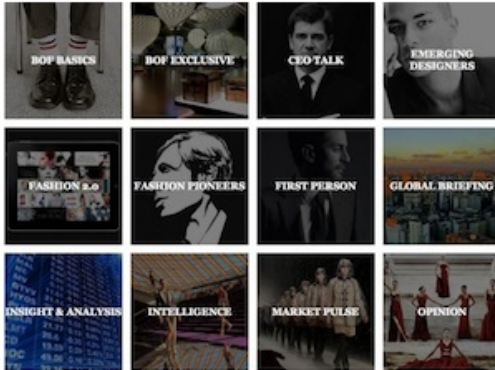 BOF BASICS
BOF EXCLUSIVE
CEO TALK
EMERGING
DESIGNERS
FASHION 2.0
FASHION PIONEERS
FIRST PERSON
GLOBAL BRIEFING
INSIGHT & ANALYSIS
INTELLIGENCE
MARKET PULSE
OPINION